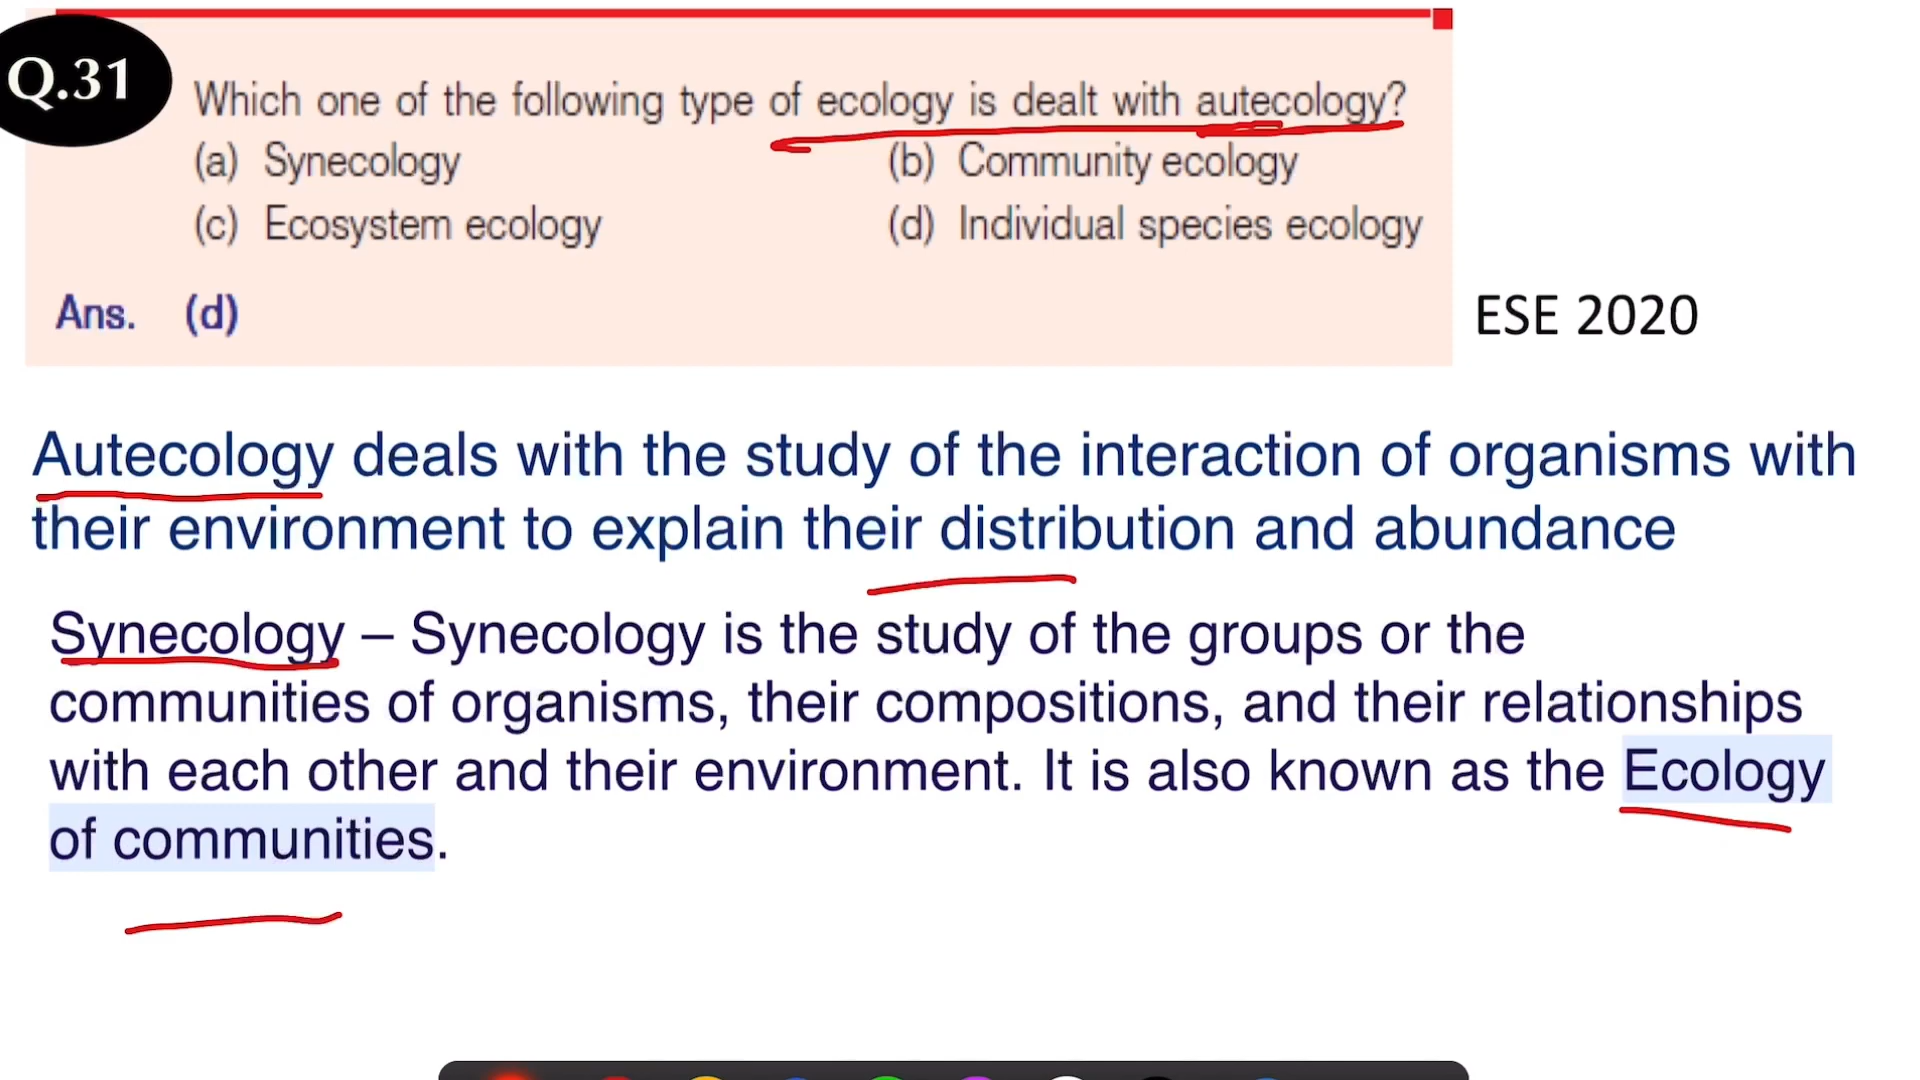 Q.31
Which one of the following type of ecology is dealt with autecology?
(a) Synecology (b) Community ecology
(c) Ecosystem ecology (d) Individual species ecology
Ans. (d)
ESE 2020
Autecology deals with the study of the interaction of organisms with
their environment to explain their distribution and abundance
Synecology – Synecology is the study of the groups or the
communities of organisms, their compositions, and their relationships
with each other and their environment. It is also known as the Ecology
of communities.